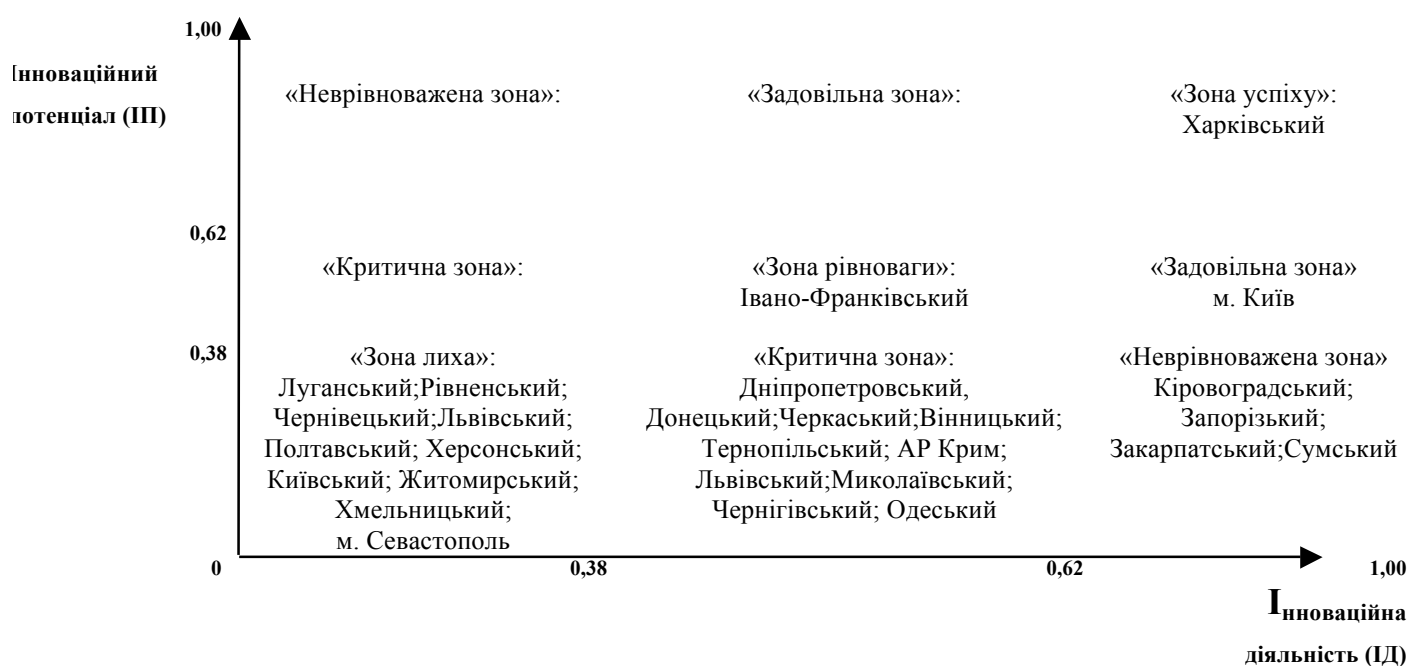 1,00
Інноваційний
потенціал (ІП)
«Неврівноважена зона»:
«Задовільна зона»:
«Зона успіху»:
Харківський
0,62
«Критична зона»:
«Зона рівноваги»:
Івано-Франківський
«Задовільна зона»
м. Київ
0,38
«Зона лиха»:
Луганський;Рівненський;
Чернівецький;Львівський;
Полтавський; Херсонський;
Київський; Житомирський;
Хмельницький;
м. Севастополь
«Критична зона»:
Дніпропетровський,
Донецький;Черкаський;Вінницький;
Тернопільський; АР Крим;
Львівський;Миколаївський;
Чернігівський; Одеський
«Неврівноважена зона»
Кіровоградський;
Запорізький;
Закарпатський;Сумський
0
0,38
0,62
1,00
Інноваційна
діяльність (ІД)